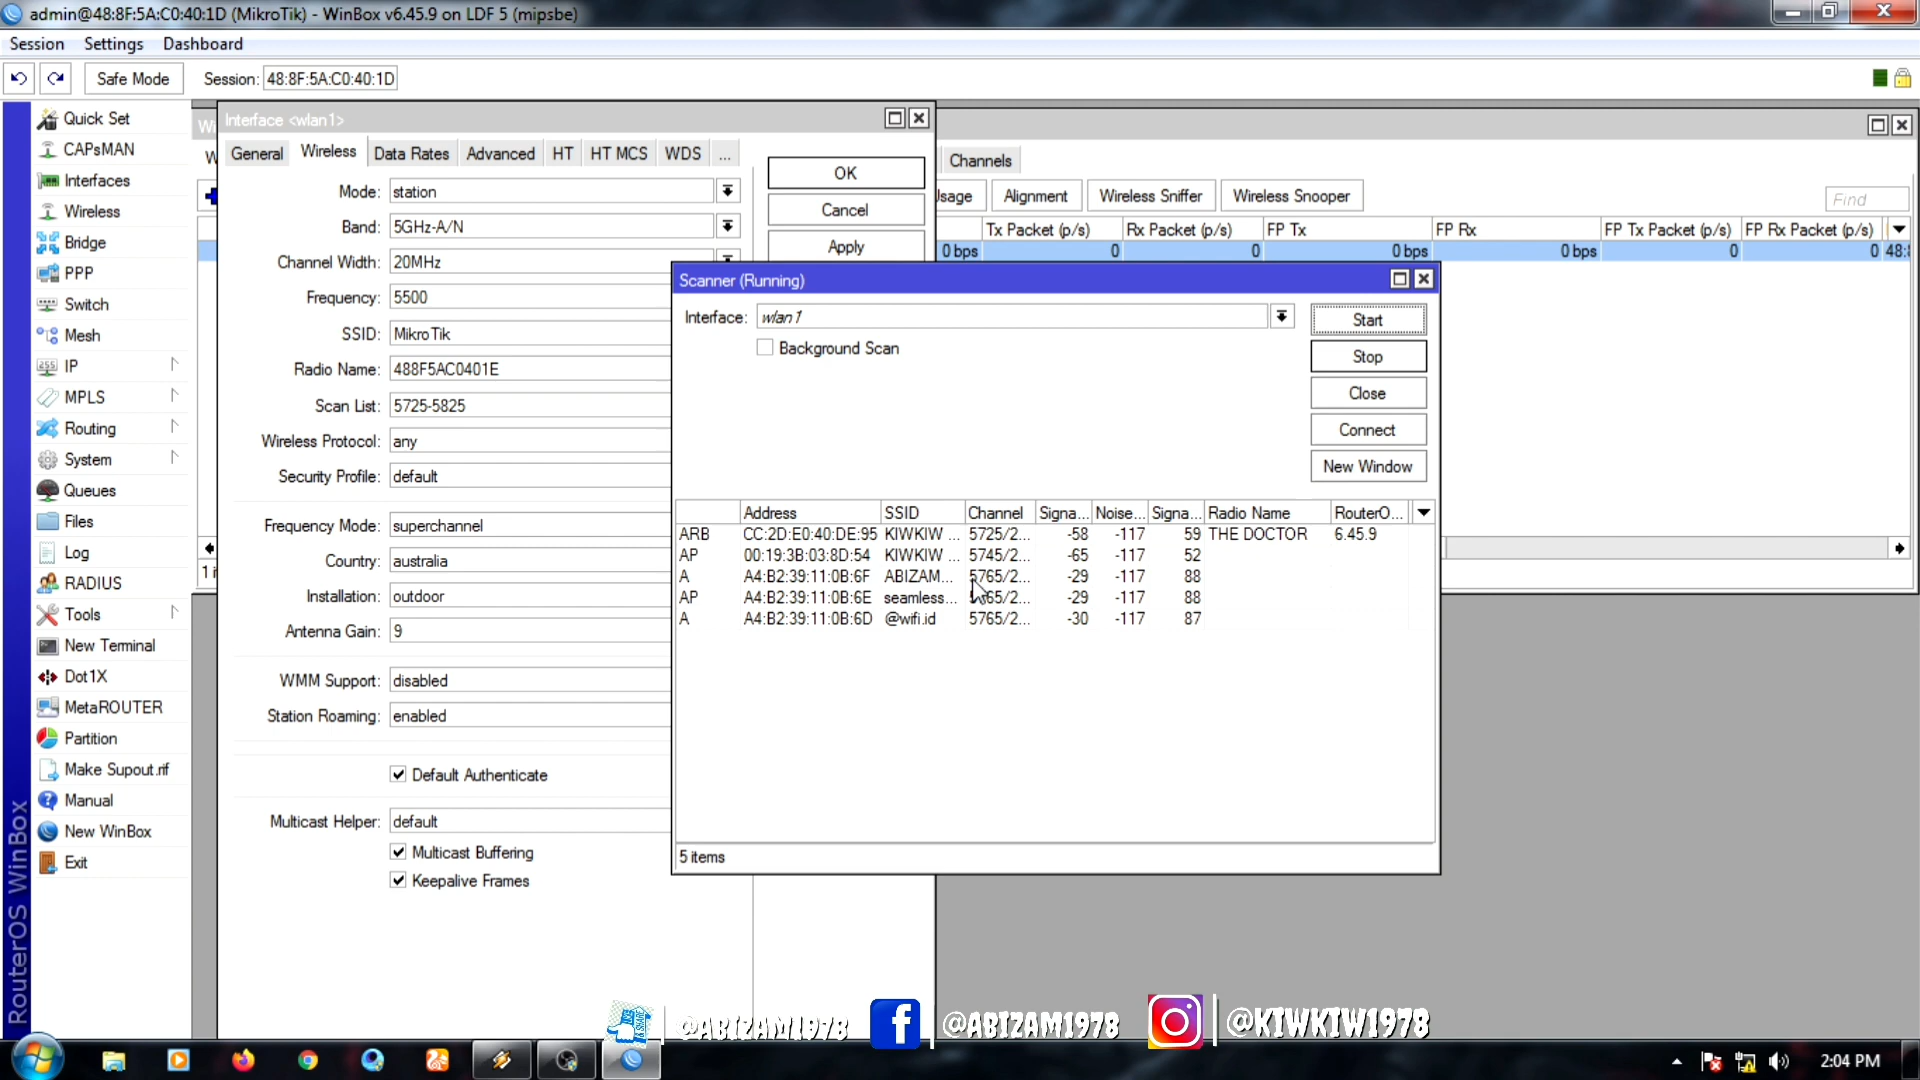 admin@48:8F:5A:C0:40:1D (MikroTik) - WinBox v6.45.9 on LDF 5 (mipsbe)
Session Settings Dashboard
Safe Mode Session: 48:8F:5A:C0:40:1D
Quick Set
CAPsMAN
Interfaces
Wireless
Bridge
PPP
Switch
Mesh
IP
MPLS
Routing
System
Queues
Files
Log
RADIUS
Tools
New Terminal
Dot1X
MetaROUTER
Partition
Make Supout.rif
Manual
New WinBox
Exit
RouterOS WinBox
Interface <wlan1>
General Wireless Data Rates Advanced HT HT MCS WDS ...
OK
Cancel
Apply
Mode: station
Band: 5GHz-A/N
Channel Width: 20MHz
Frequency: 5500
SSID: MikroTik
Radio Name: 488F5AC0401E
Scan List: 5725-5825
Wireless Protocol: any
Security Profile: default
Frequency Mode: superchannel
Country: australia
Installation: outdoor
Antenna Gain: 9
WMM Support: disabled
Station Roaming: enabled
Default Authenticate
Multicast Helper: default
Multicast Buffering
Keepalive Frames
Channels
Alignment Wireless Sniffer Wireless Snooper Find
Tx Packet (p/s) Rx Packet (p/s) FP Tx FP Rx FP Tx Packet (p/s) FP Rx Packet (p/s)
0 bps 0 0 0 bps 0 bps 0 0
Scanner (Running)
Interface: wlan1
Background Scan
Start
Stop
Close
Connect
New Window
Address SSID Channel Signa... Noise... Signa... Radio Name RouterO...
ARB CC:2D:E0:40:DE:95 KIWKIW ... 5725/2... -58 -117 59 THE DOCTOR 6.45.9
AP 00:19:3B:03:8D:54 KIWKIW ... 5745/2... -65 -117 52
A A4:B2:39:11:0B:6F ABIZAM... 5765/2... -29 -117 88
AP A4:B2:39:11:0B:6E seamless... 5765/2... -29 -117 88
A A4:B2:39:11:0B:6D @wifi.id 5765/2... -30 -117 87
5 items
@ABIZAM1978 @ABIZAM1978 @KIWKIW1978
2:04 PM